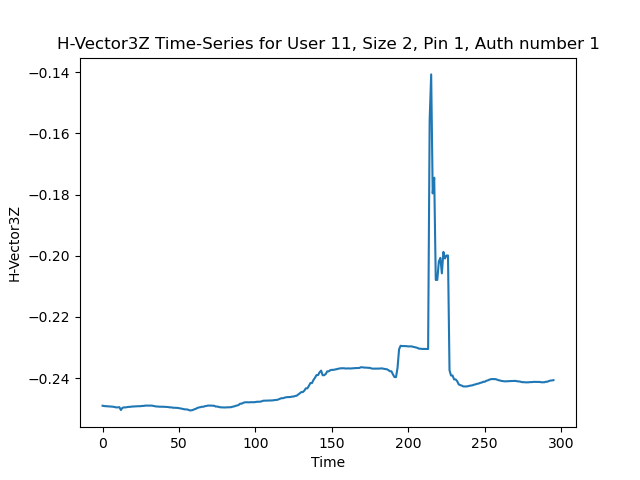 H-Vector3Z Time-Series for User 11, Size 2, Pin 1, Auth number 1
−0.14
−0.16
−0.18
−0.20
−0.22
−0.24
H-Vector3Z
0 50 100 150 200 250 300
Time